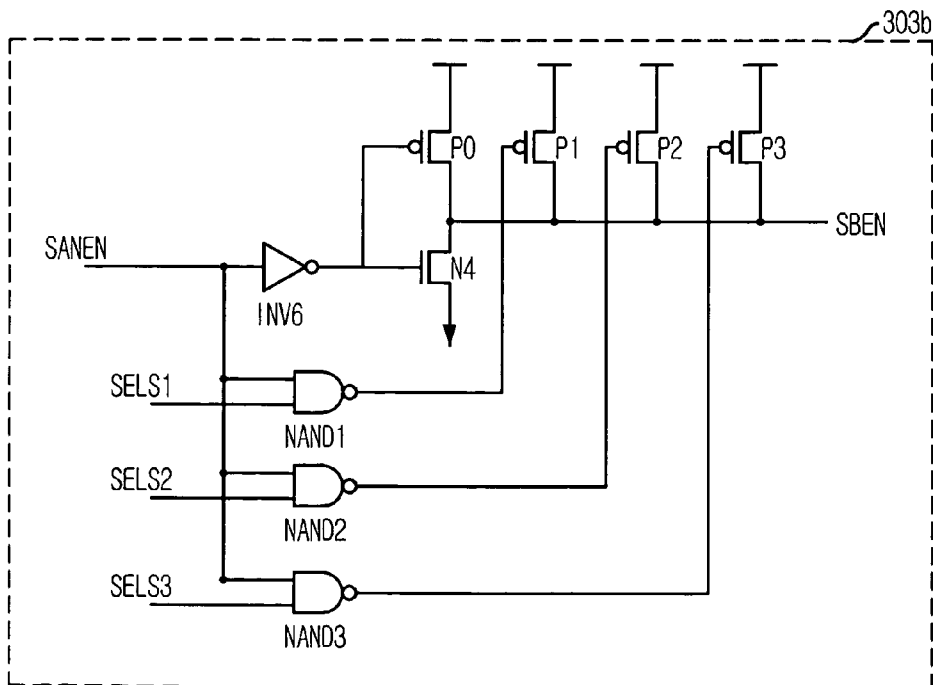 303b
P0
P1
P2
P3
SBEN
SANEN
N4
INV6
SELS1
NAND1
SELS2
NAND2
SELS3
NAND3